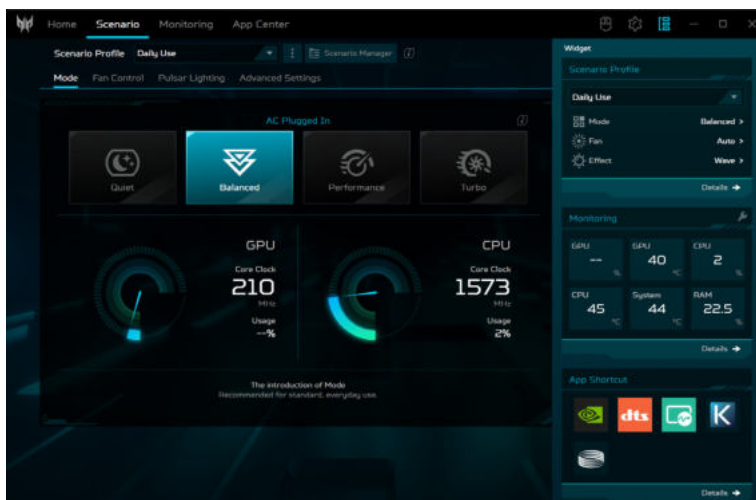 Home Scenario Monitoring App Center
Scenario Profile Daily Use Scenario Manager
Mode Fan Control Pulsar Lighting Advanced Settings
AC Plugged In
Quiet Balanced Performance Turbo
GPU
Core Clock
210
MHz
Usage
--%
CPU
Core Clock
1573
MHz
Usage
2%
The introduction of Mode
Recommended for standard, everyday use.
Widget
Scenario Profile
Daily Use
Mode Balanced >
Fan Auto >
Effect Wave >
Details
Monitoring
GPU GPU CPU
-- 40 2
% °C %
CPU System RAM
45 44 22.5
°C °C %
Details
App Shortcut
dts
K
Details